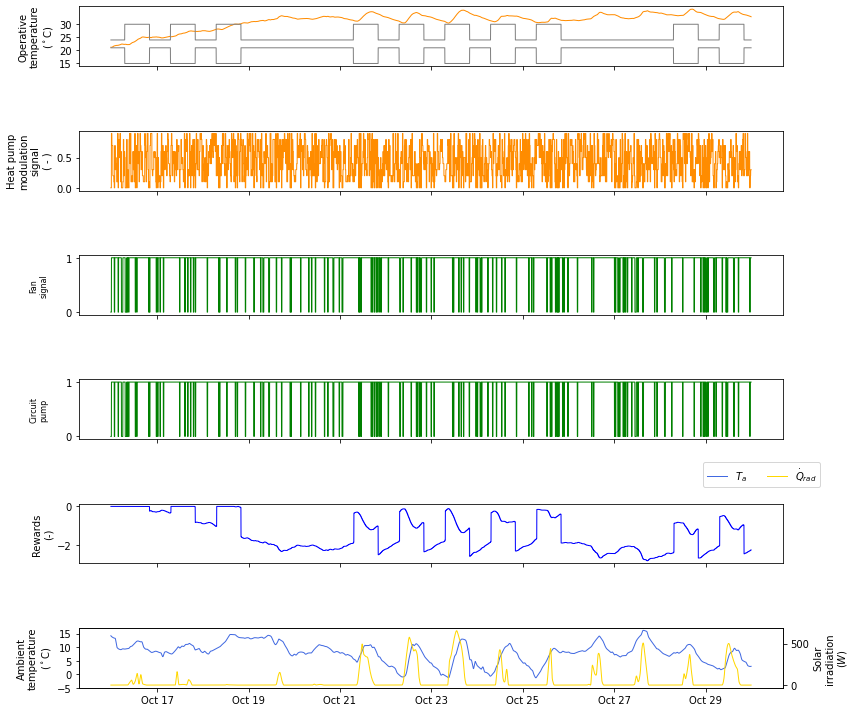 Operative
temperature
(°C)
30
25
20
15
Heat pump
modulation
signal
( - )
0.5
0.0
Fan
signal
1
0
Circuit
pump
1
0
T_a
Q̇_rad
Rewards
(-)
0
−2
Ambient
temperature
(°C)
15
10
5
0
−5
500
0
Solar
irradiation
(W)
Oct 17 Oct 19 Oct 21 Oct 23 Oct 25 Oct 27 Oct 29